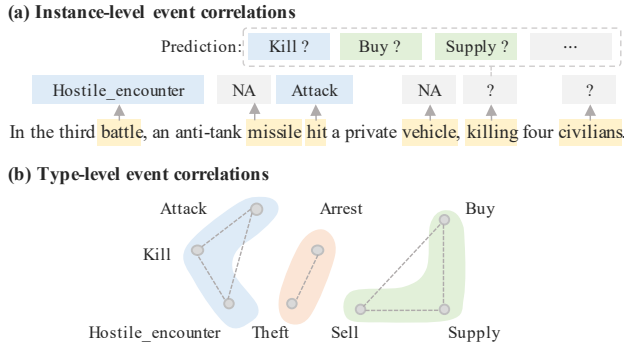 (a) Instance-level event correlations
Prediction: Kill ? Buy ? Supply ? ...
Hostile_encounter NA Attack NA ? ?
In the third battle, an anti-tank missile hit a private vehicle, killing four civilians.
(b) Type-level event correlations
Attack Arrest Buy
Kill
Hostile_encounter Theft Sell Supply